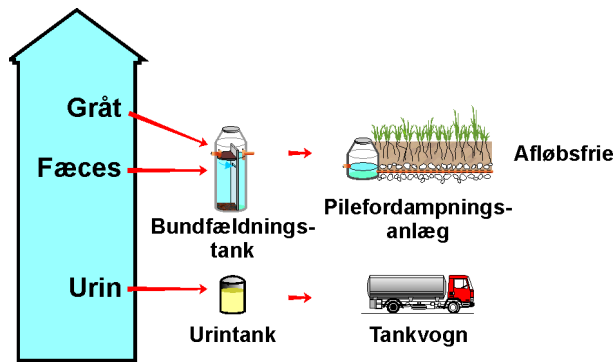 Gråt
Fæces
Afløbsfrie
Bundfældnings-
tank
Pilefordampnings-
anlæg
Urin
Urintank
Tankvogn